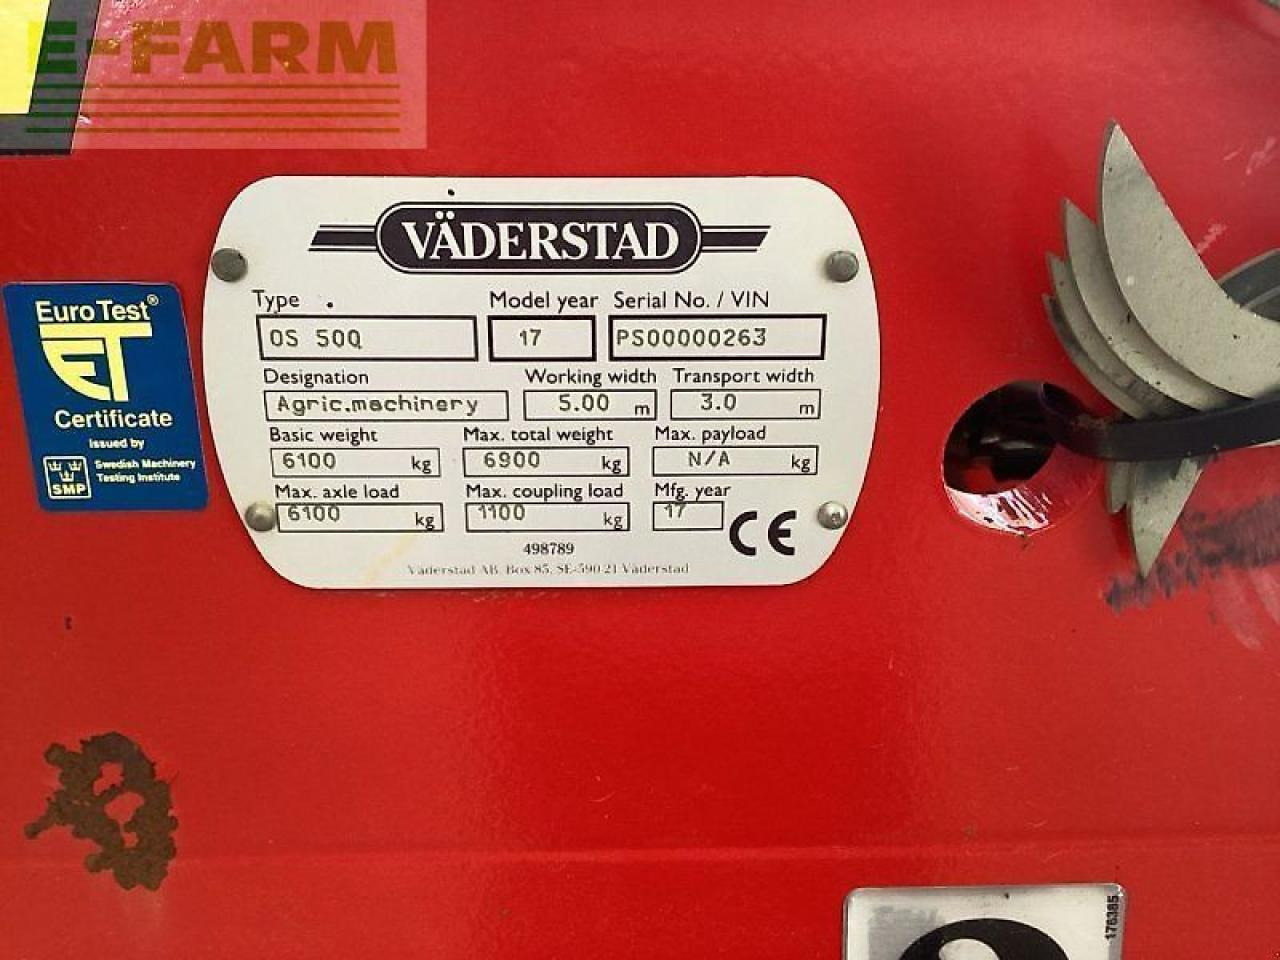 E-FARM
VÄDERSTAD
Type Model year Serial No. / VIN
OS 500 17 PS00000263
Designation Working width Transport width
Agric.machinery 5.00 m 3.0 m
Basic weight Max. total weight Max. payload
6100 kg 6900 kg N/A kg
Max. axle load Max. coupling load Mfg. year
6100 kg 1100 kg 17 CE
498789
Väderstad AB, Box 85, SE-590 21 Väderstad
Euro Test®
ET
Certificate
issued by
Swedish Machinery
Testing Institute
SMP
176385